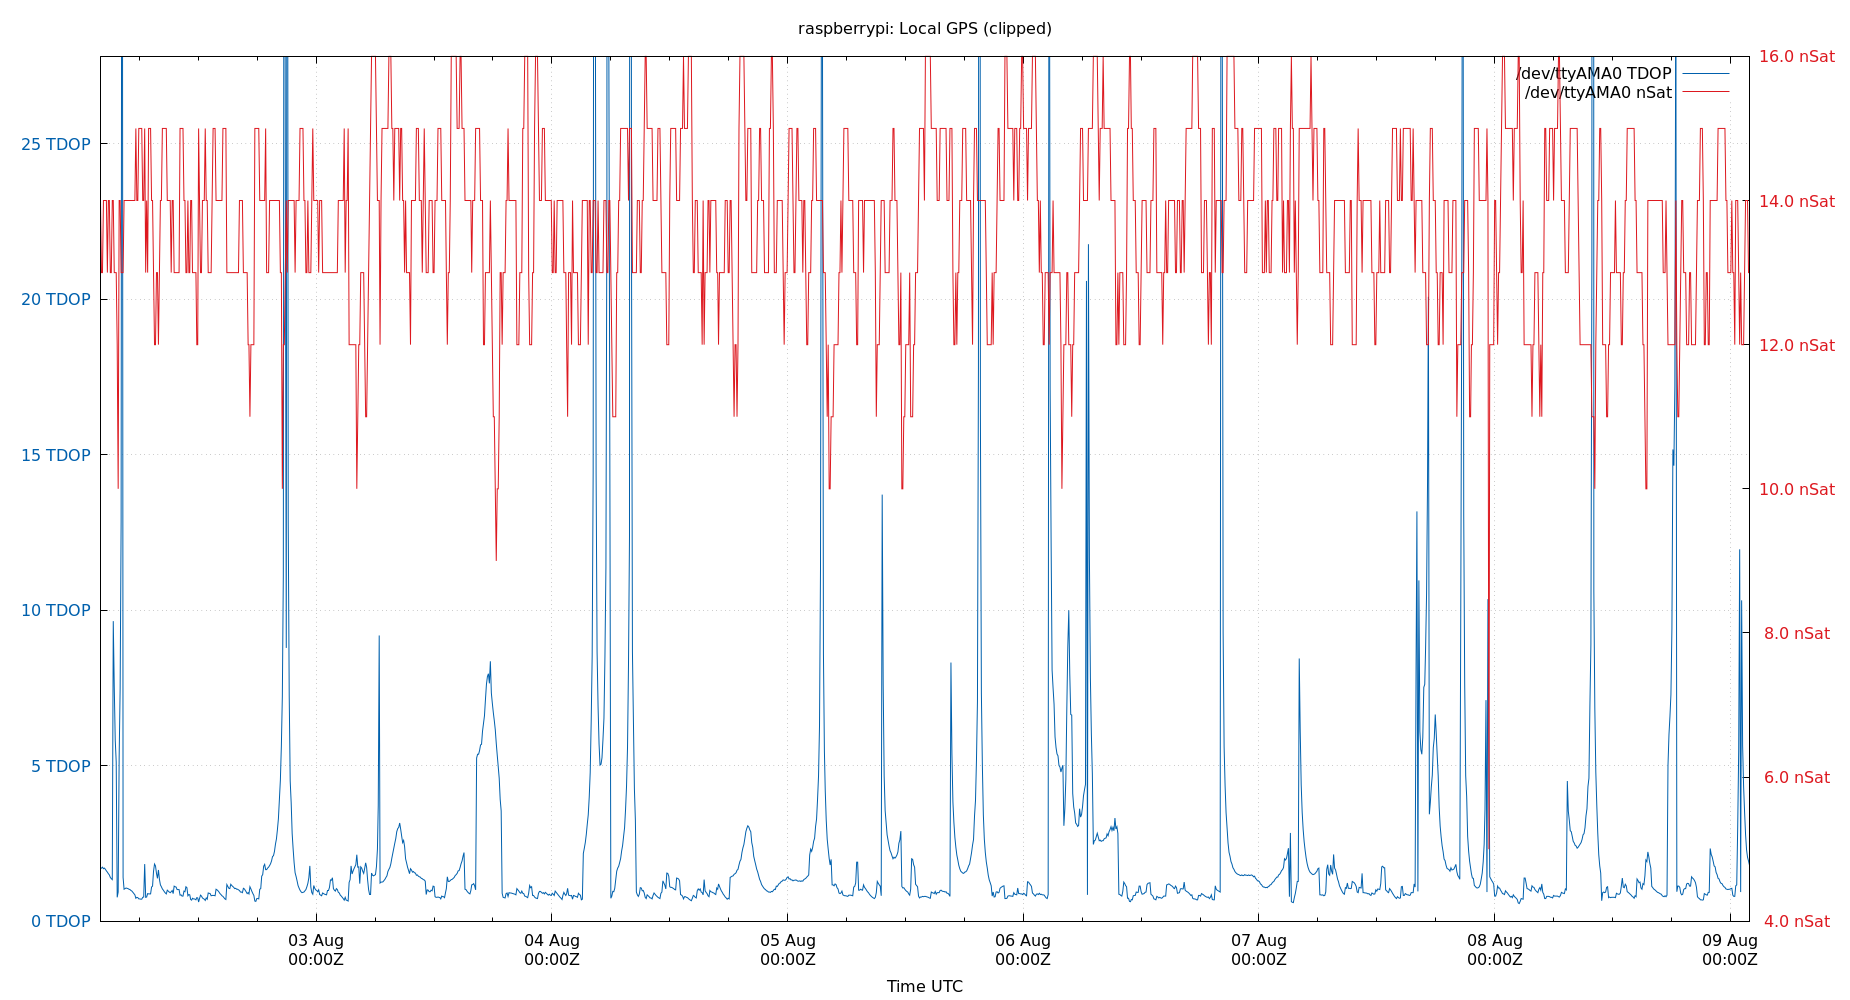 raspberrypi: Local GPS (clipped)
/dev/ttyAMA0 TDOP
/dev/ttyAMA0 nSat
25 TDOP
20 TDOP
15 TDOP
10 TDOP
5 TDOP
0 TDOP
16.0 nSat
14.0 nSat
12.0 nSat
10.0 nSat
8.0 nSat
6.0 nSat
4.0 nSat
03 Aug
00:00Z
04 Aug
00:00Z
05 Aug
00:00Z
06 Aug
00:00Z
07 Aug
00:00Z
08 Aug
00:00Z
09 Aug
00:00Z
Time UTC